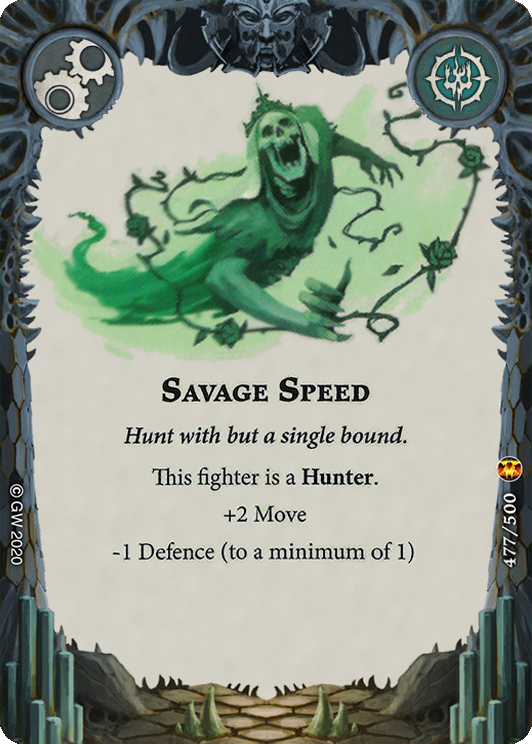 SAVAGE SPEED
Hunt with but a single bound.
This fighter is a Hunter.
+2 Move
-1 Defence (to a minimum of 1)
© GW 2020
477/500